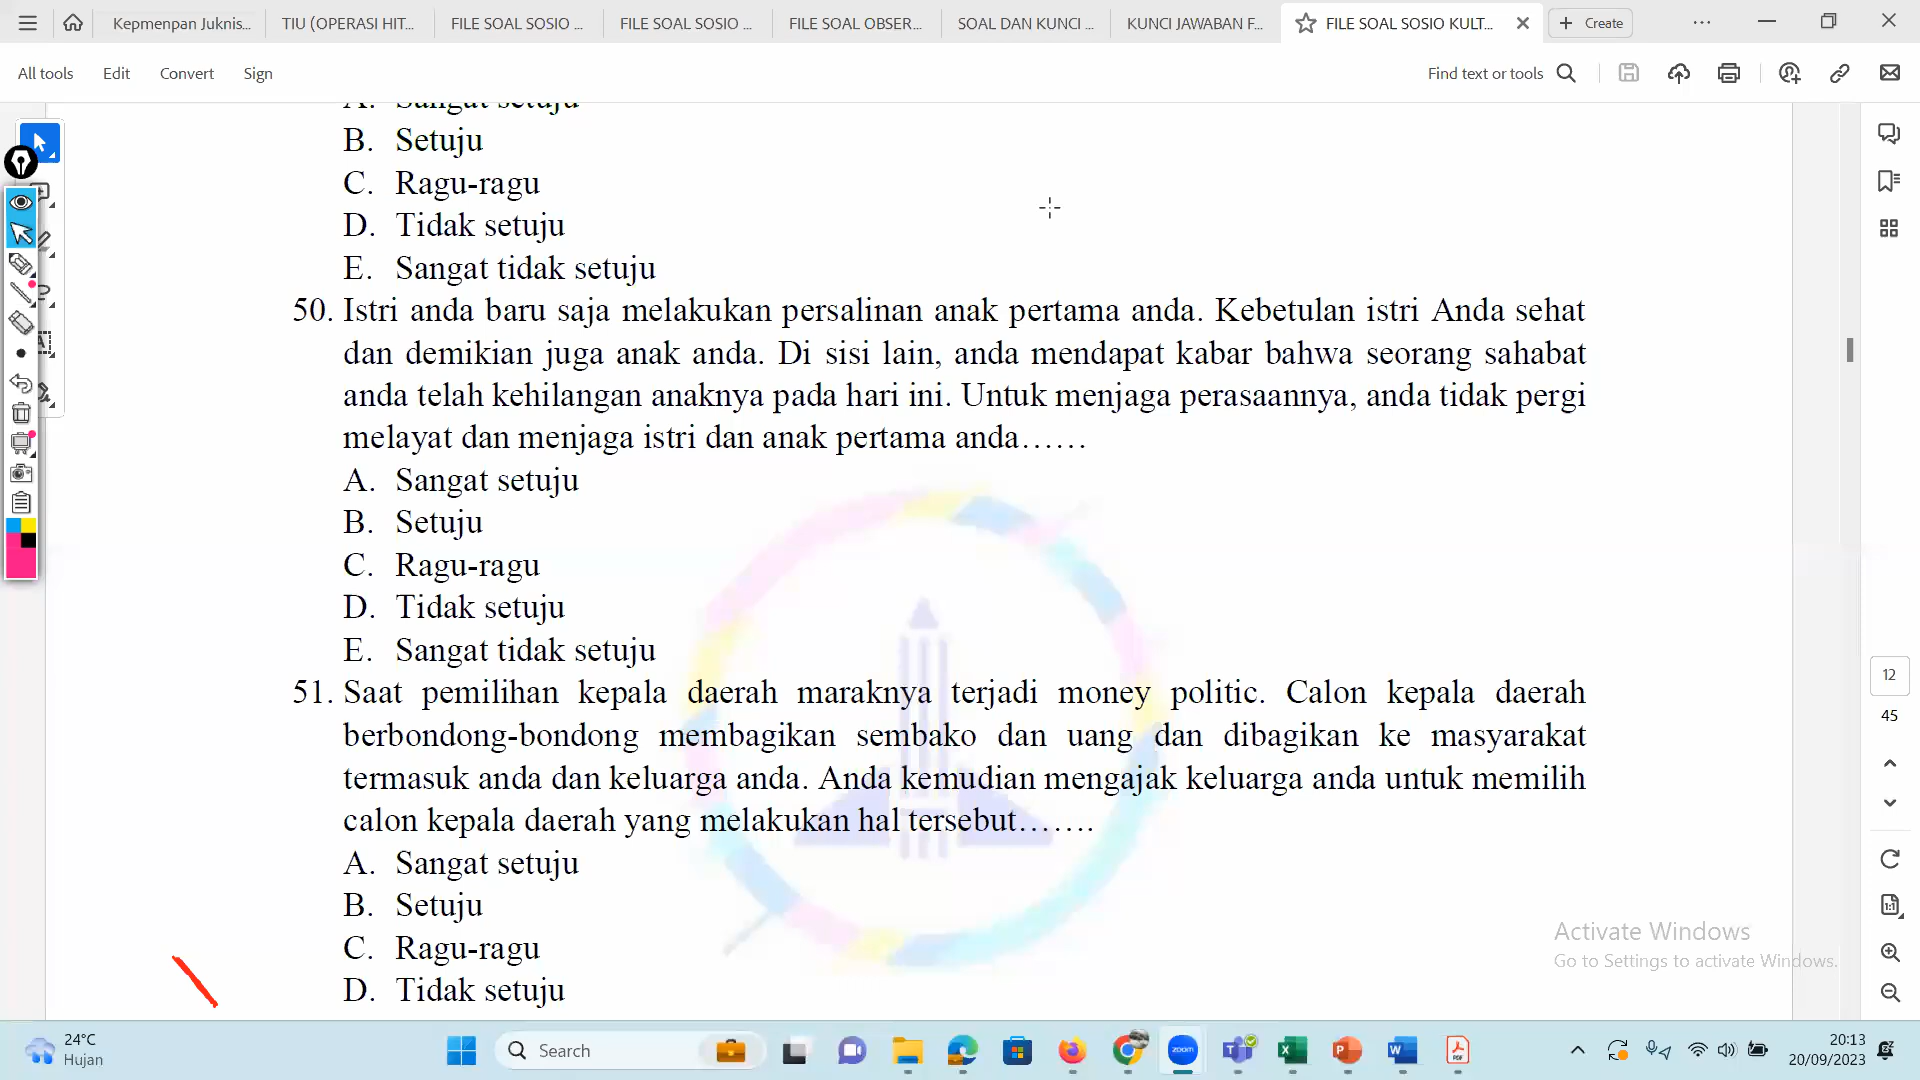 Kepmenpan Juknis...
TIU (OPERASI HIT...
FILE SOAL SOSIO ...
FILE SOAL SOSIO ...
FILE SOAL OBSER...
SOAL DAN KUNCI ...
KUNCI JAWABAN F...
FILE SOAL SOSIO KULT...
+ Create
All tools Edit Convert Sign
Find text or tools
A. Sangat setuju
B. Setuju
C. Ragu-ragu
D. Tidak setuju
E. Sangat tidak setuju
50. Istri anda baru saja melakukan persalinan anak pertama anda. Kebetulan istri Anda sehat
dan demikian juga anak anda. Di sisi lain, anda mendapat kabar bahwa seorang sahabat
anda telah kehilangan anaknya pada hari ini. Untuk menjaga perasaannya, anda tidak pergi
melayat dan menjaga istri dan anak pertama anda……
A. Sangat setuju
B. Setuju
C. Ragu-ragu
D. Tidak setuju
E. Sangat tidak setuju
51. Saat pemilihan kepala daerah maraknya terjadi money politic. Calon kepala daerah
berbondong-bondong membagikan sembako dan uang dan dibagikan ke masyarakat
termasuk anda dan keluarga anda. Anda kemudian mengajak keluarga anda untuk memilih
calon kepala daerah yang melakukan hal tersebut…….
A. Sangat setuju
B. Setuju
C. Ragu-ragu
D. Tidak setuju
12
45
1:1
Activate Windows
Go to Settings to activate Windows.
24°C
Hujan
Search
zoom
20:13
20/09/2023